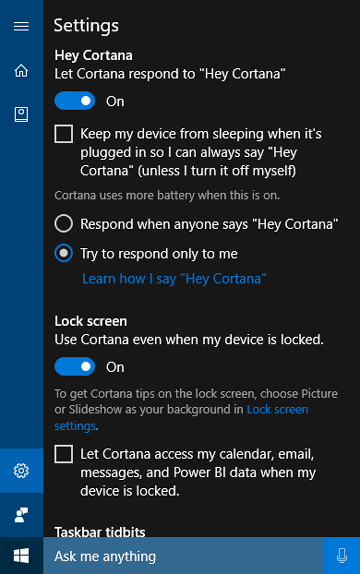 Settings
Hey Cortana
Let Cortana respond to "Hey Cortana"
On
Keep my device from sleeping when it's
plugged in so I can always say "Hey
Cortana" (unless I turn it off myself)
Cortana uses more battery when this is on.
Respond when anyone says "Hey Cortana"
Try to respond only to me
Learn how I say "Hey Cortana"
Lock screen
Use Cortana even when my device is locked.
On
To get Cortana tips on the lock screen, choose Picture
or Slideshow as your background in Lock screen
settings.
Let Cortana access my calendar, email,
messages, and Power BI data when my
device is locked.
Taskbar tidbits
Ask me anything